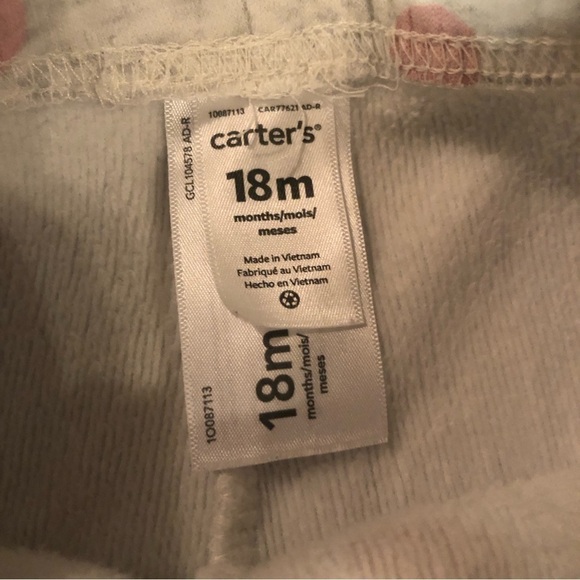 10087113 CAR77621 AD-R
carter's®
18m
months/mois/
meses
Made in Vietnam
Fabriqué au Vietnam
Hecho en Vietnam
GCL104578 AD-R
18m
months/mois/
meses
10087113